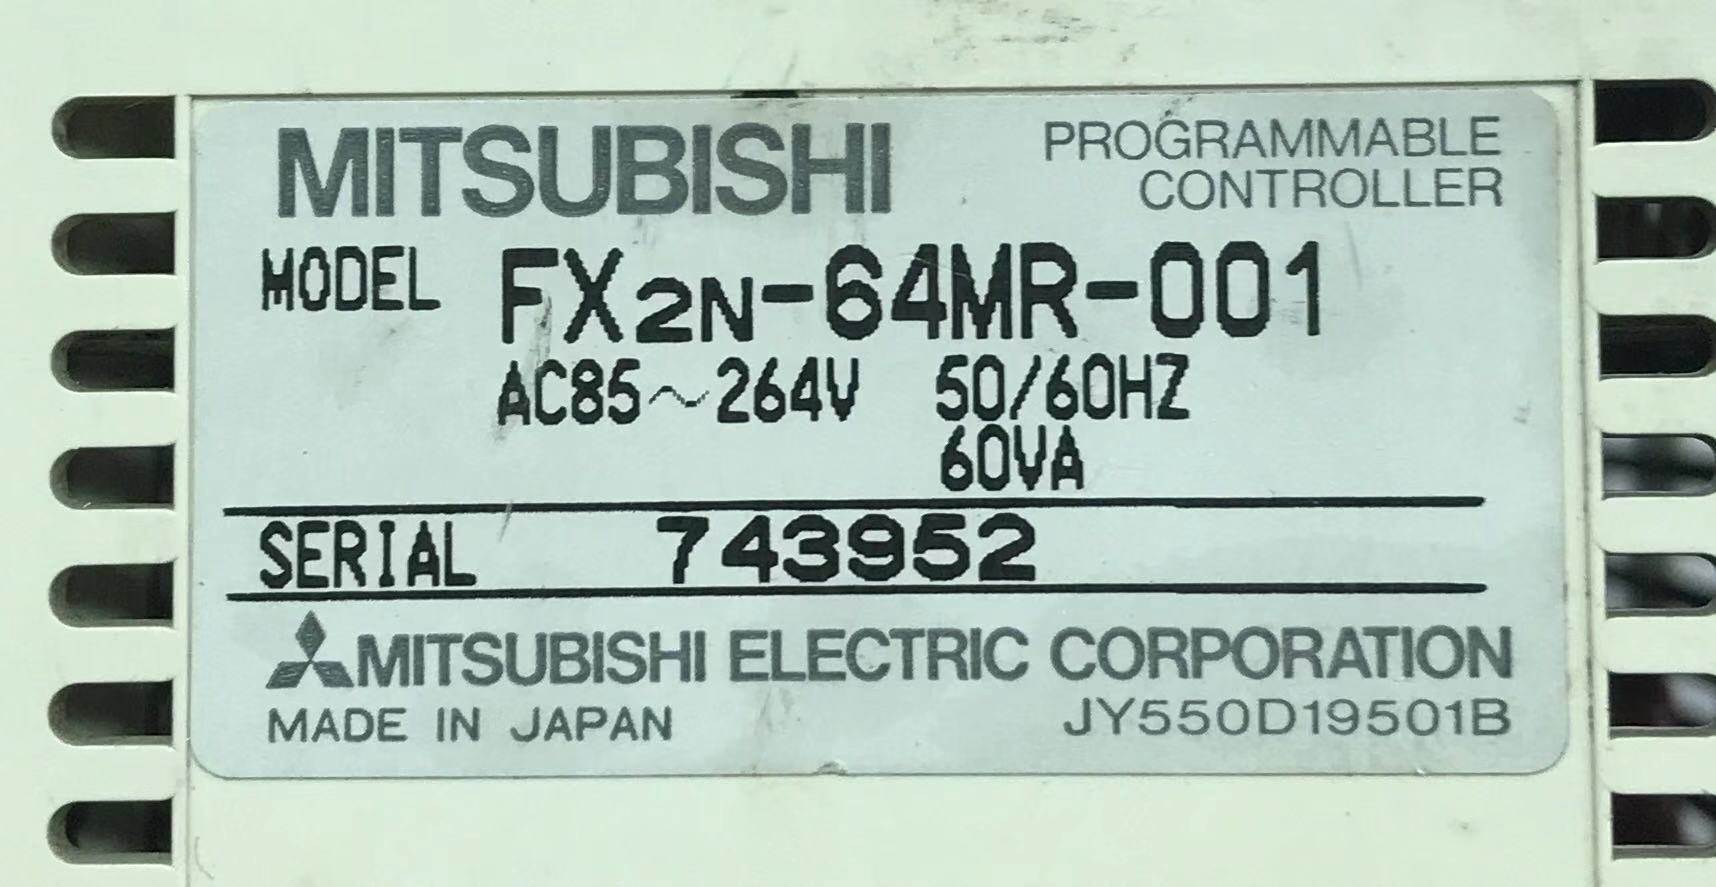 MITSUBISHI
PROGRAMMABLE
CONTROLLER
MODEL FX2N-64MR-001
AC85~264V 50/60HZ
60VA
SERIAL 743952
MITSUBISHI ELECTRIC CORPORATION
MADE IN JAPAN JY550D19501B